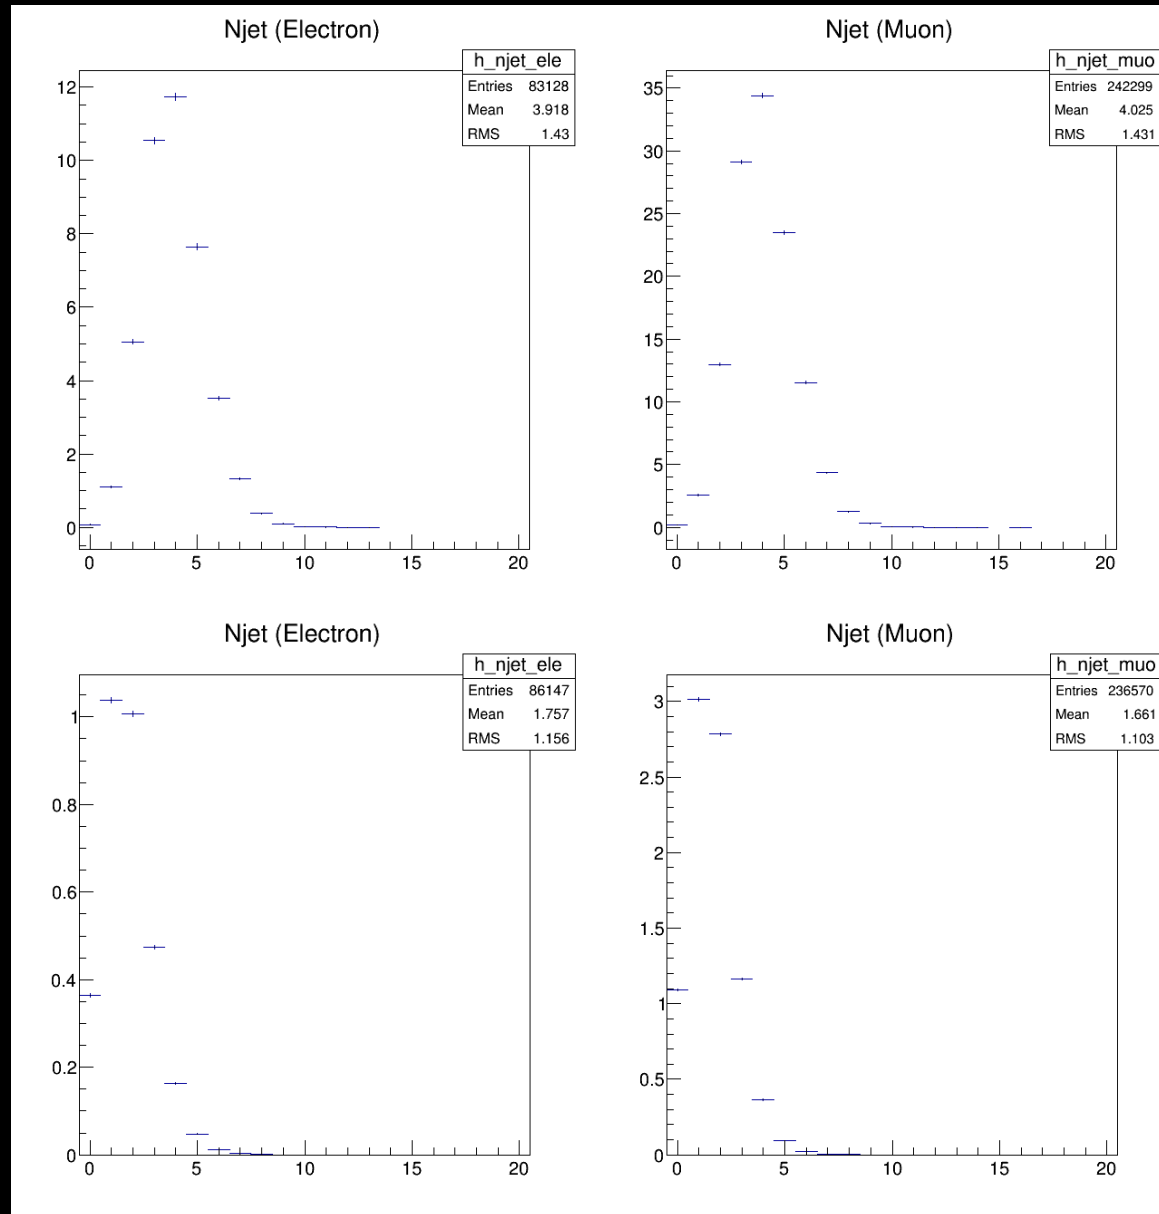 Njet (Electron)
h_njet_ele
Entries 83128
Mean 3.918
RMS 1.43
12
10
8
6
4
2
0
0 5 10 15 20
Njet (Muon)
h_njet_muo
Entries 242299
Mean 4.025
RMS 1.431
35
30
25
20
15
10
5
0
0 5 10 15 20
Njet (Electron)
h_njet_ele
Entries 86147
Mean 1.757
RMS 1.156
1
0.8
0.6
0.4
0.2
0
0 5 10 15 20
Njet (Muon)
h_njet_muo
Entries 236570
Mean 1.661
RMS 1.103
3
2.5
2
1.5
1
0.5
0
0 5 10 15 20